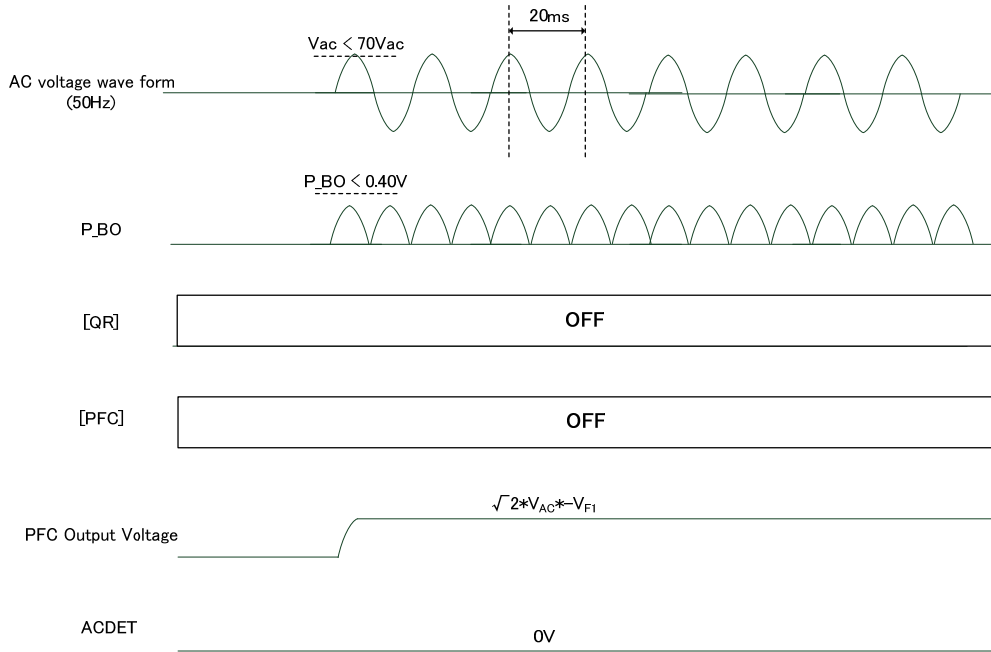 20ms
Vac < 70Vac
AC voltage wave form
(50Hz)
P_BO < 0.40V
P_BO
[QR]
OFF
[PFC]
OFF
√2*VAC*-VF1
PFC Output Voltage
ACDET
0V